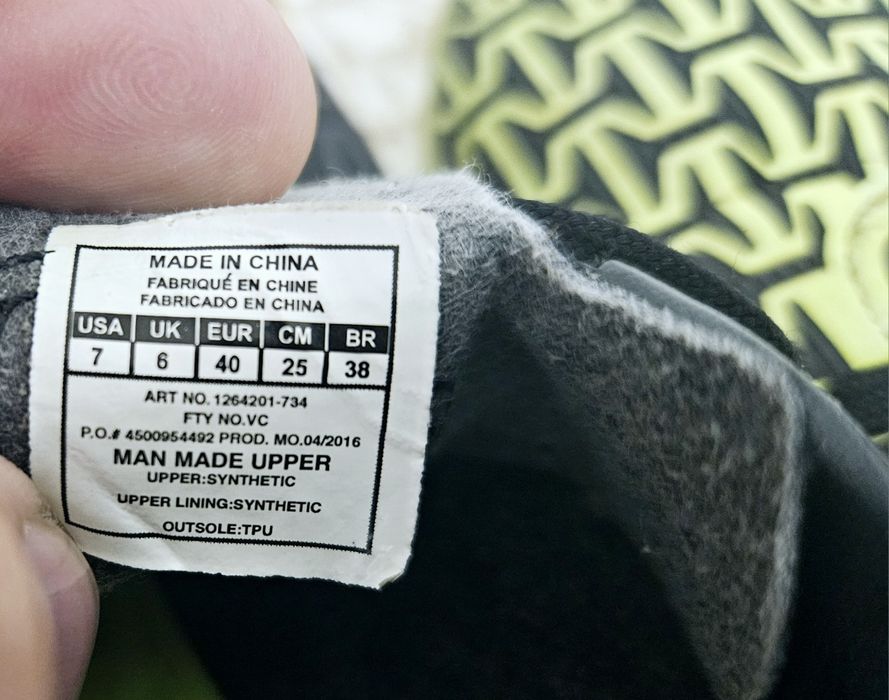 MADE IN CHINA
FABRIQUÉ EN CHINE
FABRICADO EN CHINA
USA UK EUR CM BR
7 6 40 25 38
ART NO. 1264201-734
FTY NO.VC
P.O.# 4500954492 PROD. MO.04/2016
MAN MADE UPPER
UPPER:SYNTHETIC
UPPER LINING:SYNTHETIC
OUTSOLE:TPU